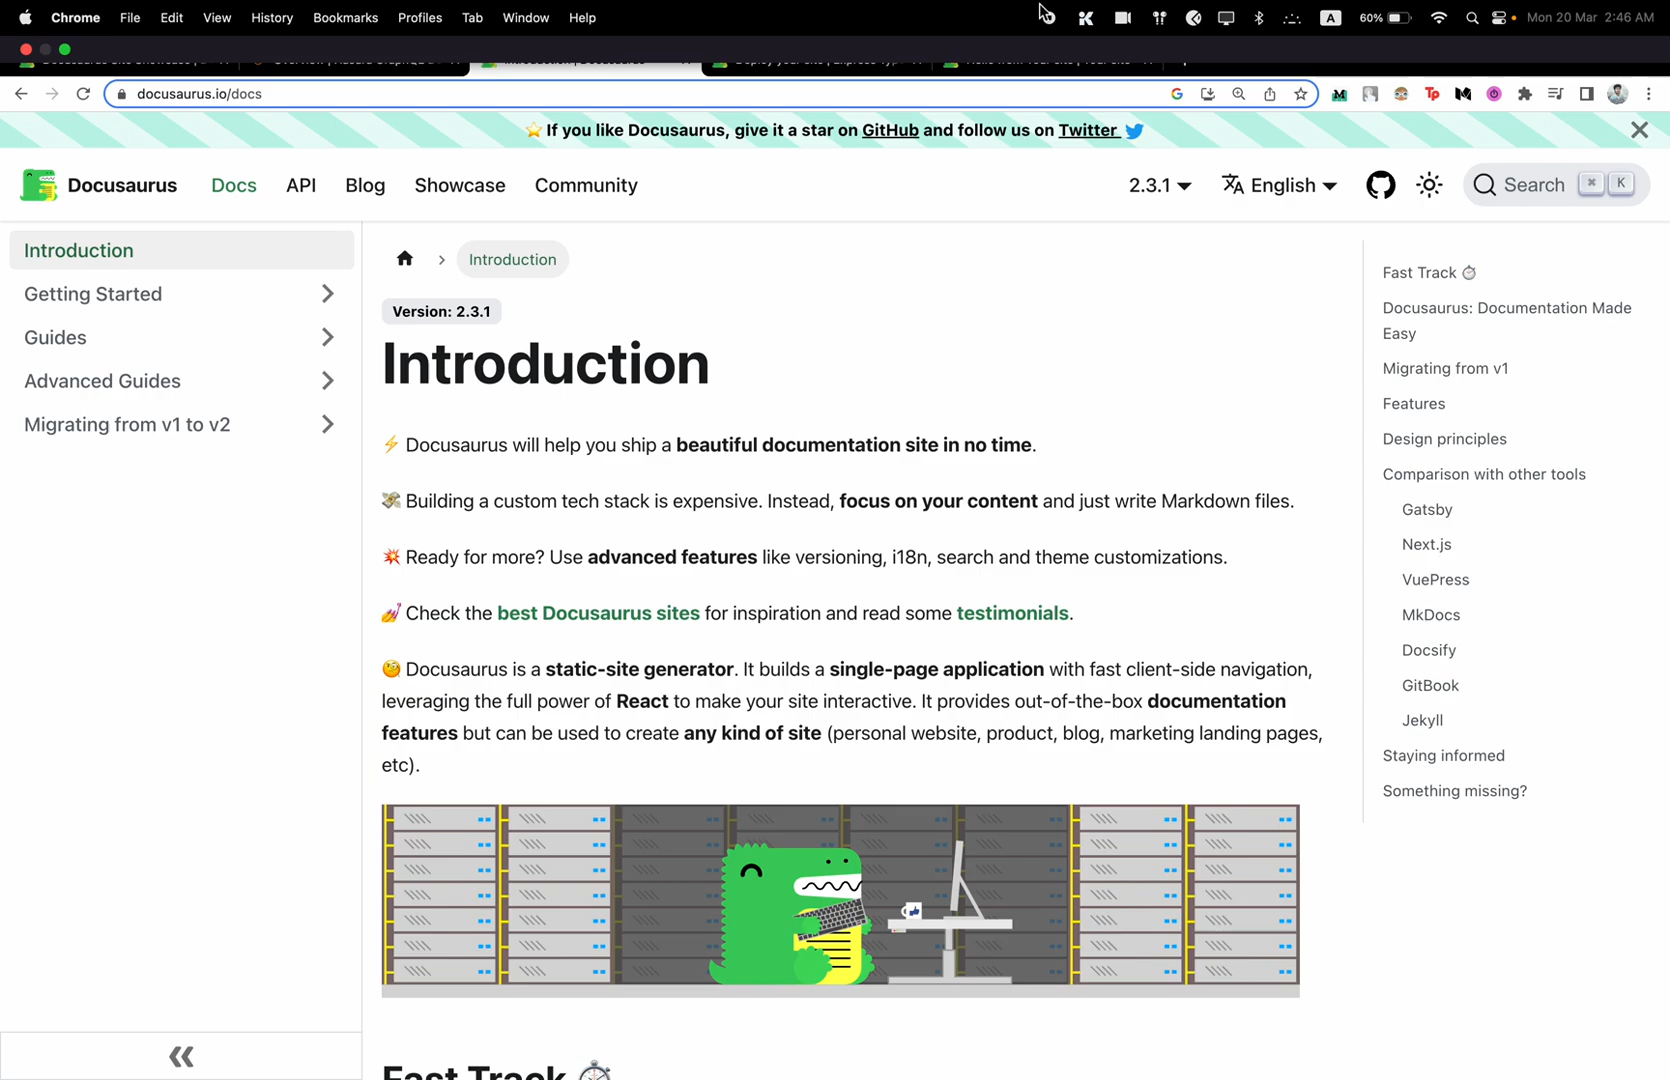 Chrome File Edit View History Bookmarks Profiles Tab Window Help A 60% Mon 20 Mar 2:46 AM
docusaurus.io/docs
⭐️ If you like Docusaurus, give it a star on GitHub and follow us on Twitter
Docusaurus Docs API Blog Showcase Community 2.3.1 English Search ⌘ K
Introduction
Getting Started
Guides
Advanced Guides
Migrating from v1 to v2
Introduction
Version: 2.3.1
Introduction
⚡️ Docusaurus will help you ship a beautiful documentation site in no time.
💸 Building a custom tech stack is expensive. Instead, focus on your content and just write Markdown files.
💥 Ready for more? Use advanced features like versioning, i18n, search and theme customizations.
💅 Check the best Docusaurus sites for inspiration and read some testimonials.
🧐 Docusaurus is a static-site generator. It builds a single-page application with fast client-side navigation,
leveraging the full power of React to make your site interactive. It provides out-of-the-box documentation
features but can be used to create any kind of site (personal website, product, blog, marketing landing pages,
etc).
Fast Track ⏱️
Fast Track ⏱️
Docusaurus: Documentation Made
Easy
Migrating from v1
Features
Design principles
Comparison with other tools
Gatsby
Next.js
VuePress
MkDocs
Docsify
GitBook
Jekyll
Staying informed
Something missing?